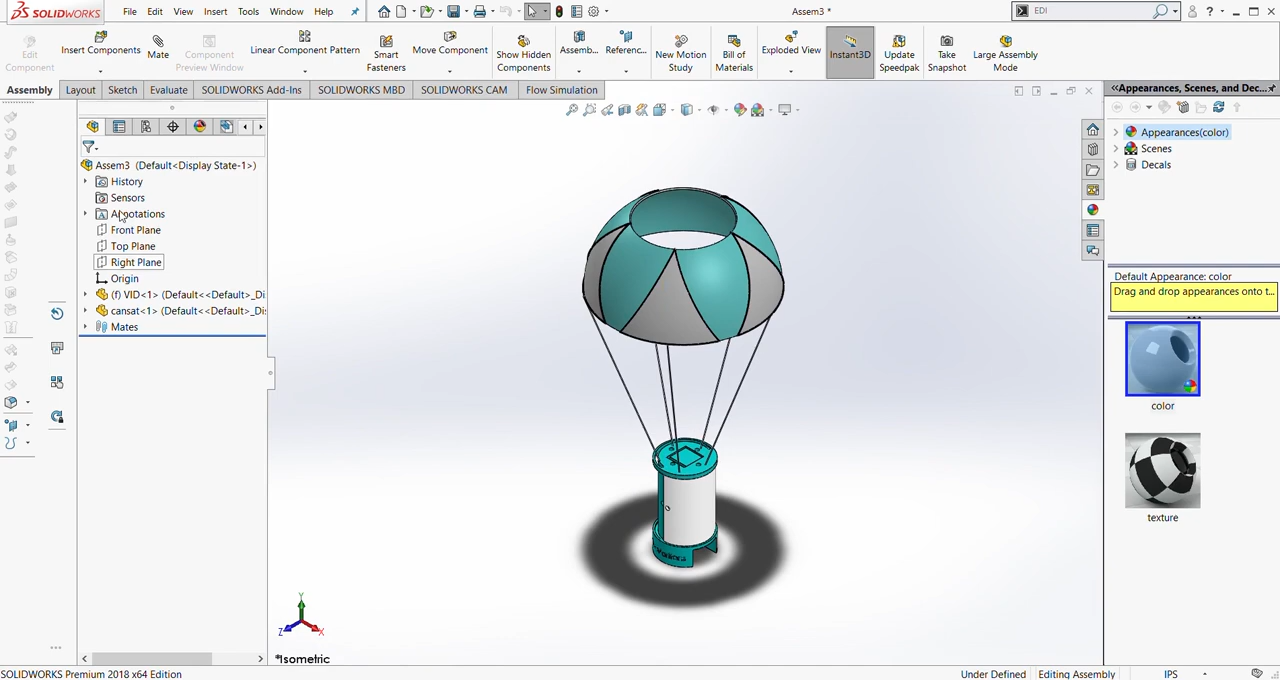 SOLIDWORKS File Edit View Insert Tools Window Help Assem3 * EDI
Edit Component
Insert Components
Mate
Component Preview Window
Linear Component Pattern
Smart Fasteners
Move Component
Show Hidden Components
Assemb...
Referenc...
New Motion Study
Bill of Materials
Exploded View
Instant3D
Update Speedpak
Take Snapshot
Large Assembly Mode
Assembly Layout Sketch Evaluate SOLIDWORKS Add-Ins SOLIDWORKS MBD SOLIDWORKS CAM Flow Simulation
Appearances, Scenes, and Dec...
Assem3 (Default<Display State-1>)
History
Sensors
Annotations
Front Plane
Top Plane
Right Plane
Origin
(f) VID<1> (Default<<Default>_Di
cansat<1> (Default<<Default>_Dis
Mates
Appearances(color)
Scenes
Decals
Default Appearance: color
Drag and drop appearances onto t...
color
texture
Y
Z
X
*Isometric
SOLIDWORKS Premium 2018 x64 Edition Under Defined Editing Assembly IPS